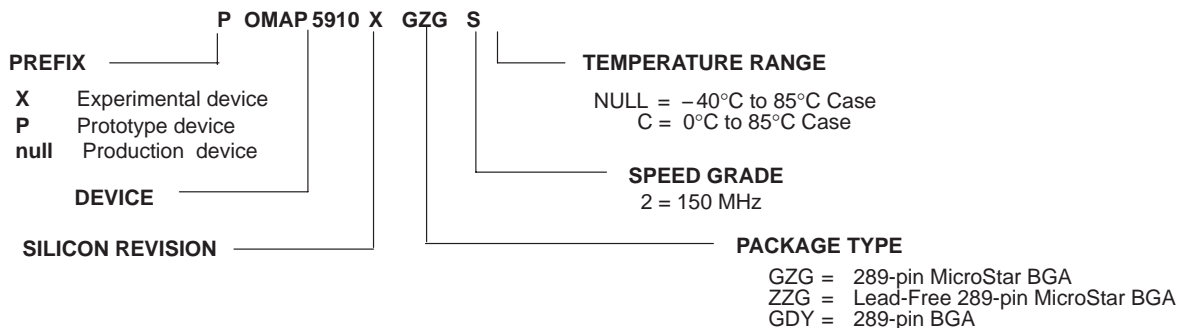 P OMAP 5910 X GZG S
PREFIX
X Experimental device
P Prototype device
null Production device
DEVICE
SILICON REVISION
TEMPERATURE RANGE
NULL = –40°C to 85°C Case
C = 0°C to 85°C Case
SPEED GRADE
2 = 150 MHz
PACKAGE TYPE
GZG = 289-pin MicroStar BGA
ZZG = Lead-Free 289-pin MicroStar BGA
GDY = 289-pin BGA